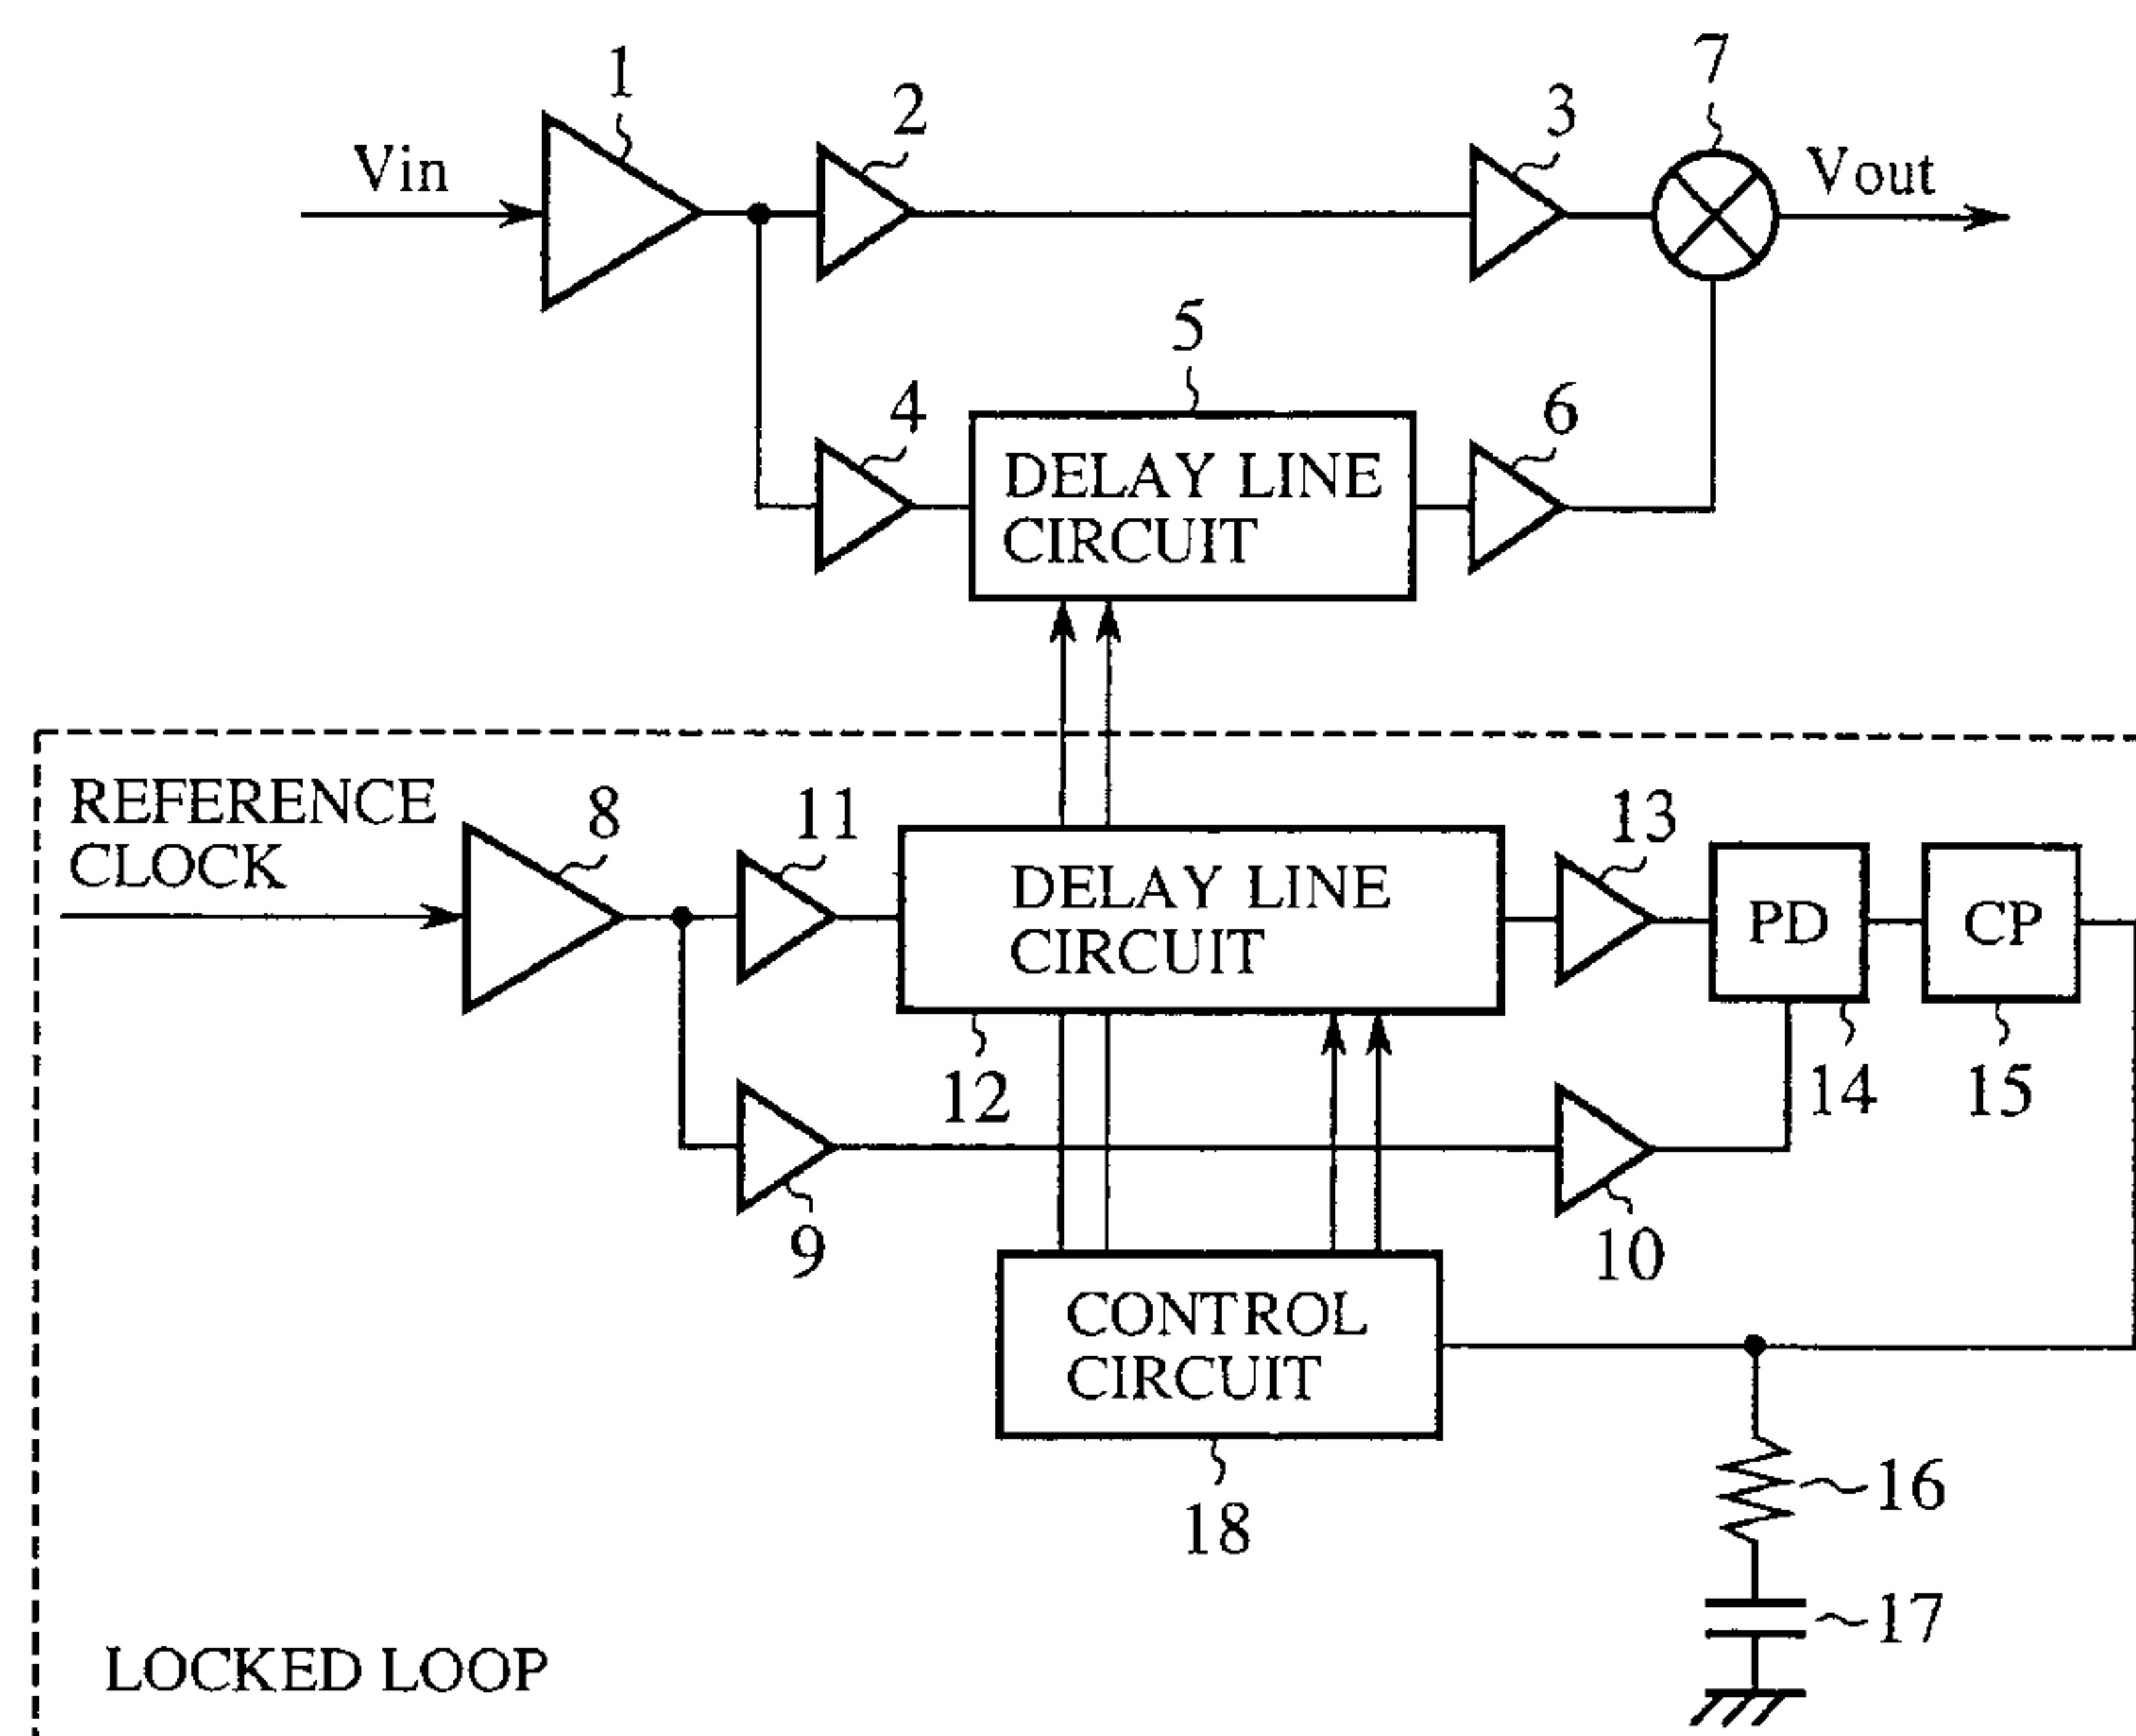 1
2
3
7
Vin
Vout
5
4
6
DELAY LINE
CIRCUIT
REFERENCE
CLOCK
8
11
13
DELAY LINE
CIRCUIT
PD
CP
12
14
15
9
10
CONTROL
CIRCUIT
18
16
17
LOCKED LOOP